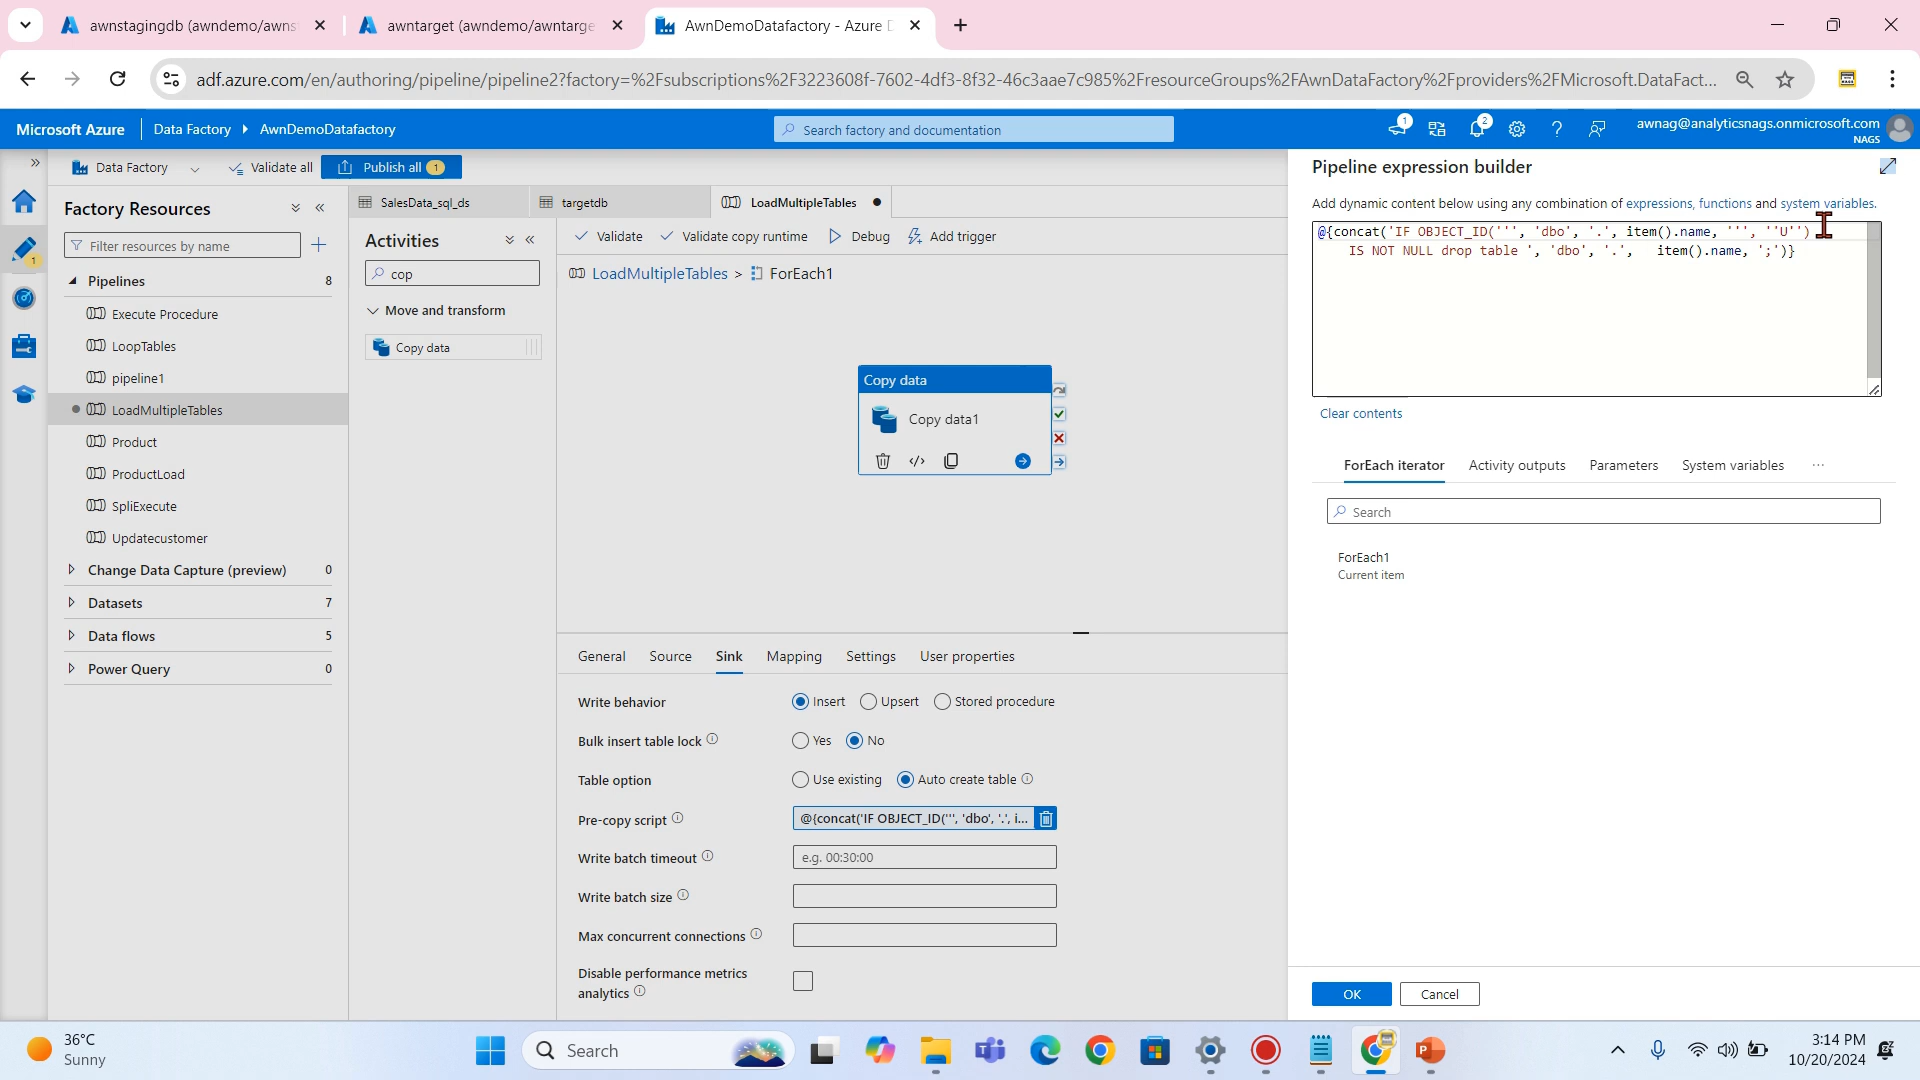 awnstagingdb (awndemo/awns
awntarget (awndemo/awntarge
AwnDemoDatafactory - Azure D
adf.azure.com/en/authoring/pipeline/pipeline2?factory=%2Fsubscriptions%2F3223608f-7602-4df3-8f32-46c3aae7c985%2FresourceGroups%2FAwnDataFactory%2Fproviders%2FMicrosoft.DataFact...
Microsoft Azure
Data Factory
AwnDemoDatafactory
Search factory and documentation
1
2
awnag@analyticsnags.onmicrosoft.com
NAGS
Data Factory
Validate all
Publish all
1
Factory Resources
Filter resources by name
1
Pipelines
8
Execute Procedure
LoopTables
pipeline1
LoadMultipleTables
Product
ProductLoad
SpliExecute
Updatecustomer
Change Data Capture (preview)
0
Datasets
7
Data flows
5
Power Query
0
SalesData_sql_ds
targetdb
LoadMultipleTables
Activities
cop
Move and transform
Copy data
Validate
Validate copy runtime
Debug
Add trigger
LoadMultipleTables > ForEach1
Copy data
Copy data1
General
Source
Sink
Mapping
Settings
User properties
Write behavior
Insert
Upsert
Stored procedure
Bulk insert table lock
Yes
No
Table option
Use existing
Auto create table
Pre-copy script
@{concat('IF OBJECT_ID(''', 'dbo', '.', i...
Write batch timeout
e.g. 00:30:00
Write batch size
Max concurrent connections
Disable performance metrics
analytics
Pipeline expression builder
Add dynamic content below using any combination of expressions, functions and system variables.
@{concat('IF OBJECT_ID(''', 'dbo', '.', item().name, ''', ''U'')
IS NOT NULL drop table ', 'dbo', '.', item().name, ';')}
Clear contents
ForEach iterator
Activity outputs
Parameters
System variables
...
Search
ForEach1
Current item
OK
Cancel
36°C
Sunny
Search
3:14 PM
10/20/2024